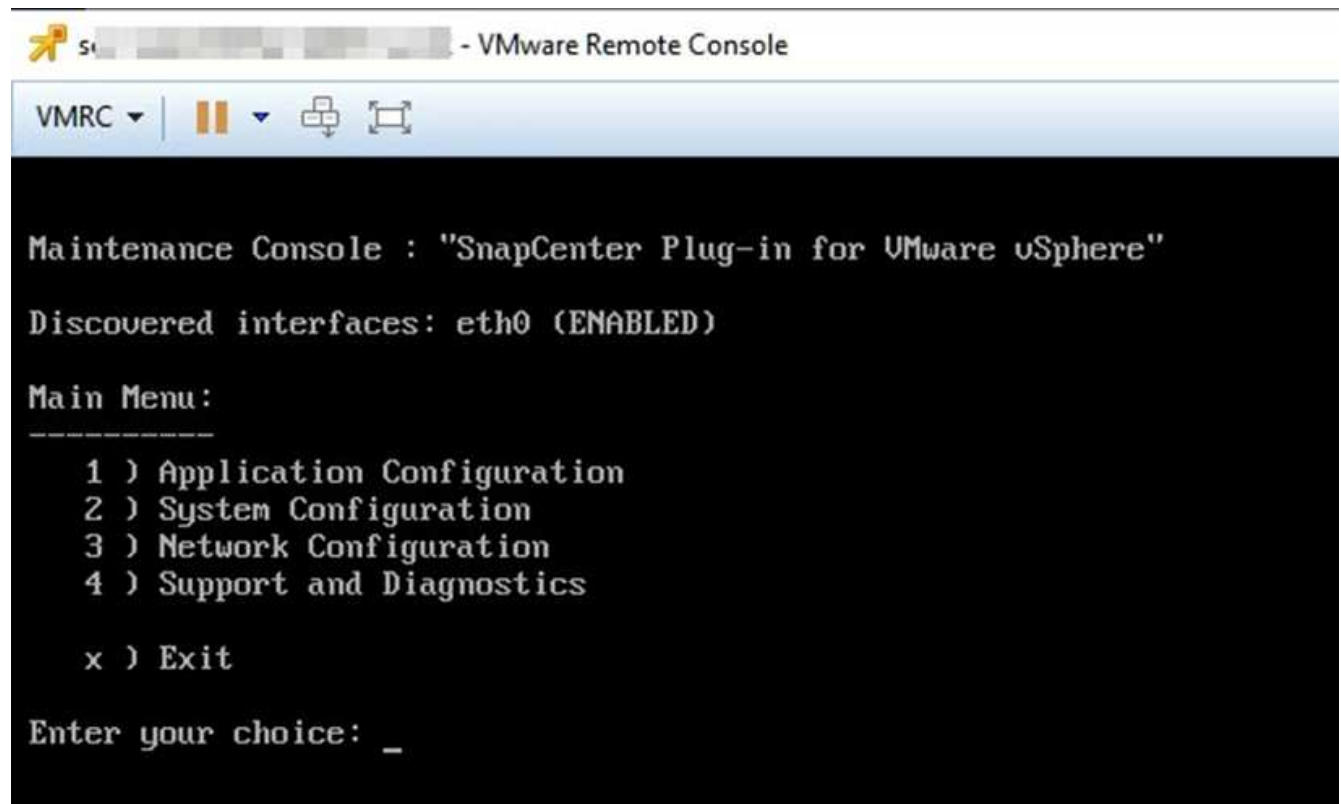 - VMware Remote Console
VMRC
Maintenance Console : "SnapCenter Plug-in for VMware vSphere"
Discovered interfaces: eth0 (ENABLED)
Main Menu:
----------
1 ) Application Configuration
2 ) System Configuration
3 ) Network Configuration
4 ) Support and Diagnostics
x ) Exit
Enter your choice: _